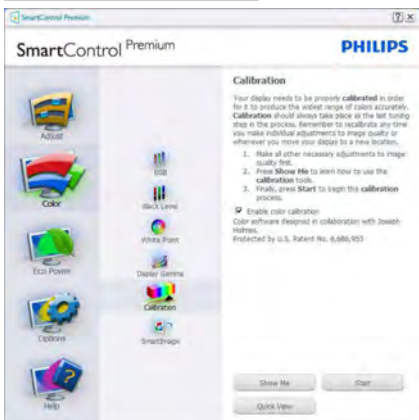 SmartControl Premium
SmartControl Premium
PHILIPS
Adjust
Color
Eco Power
Options
Help
RGB
Black Level
White Point
Display Gamma
Calibration
SmartImage
Calibration
Your display needs to be properly calibrated in order
for it to produce the widest range of colors accurately.
Calibration should always take place as the last tuning
step in the process. Remember to recalibrate any time
you make individual adjustments to image quality or
whenever you move your display to a new location.
1. Make all other necessary adjustments to image
quality first.
2. Press Show Me to learn how to use the
calibration tools.
3. Finally, press Start to begin the calibration
process.
Enable color calibration
Color software designed in collaboration with Joseph
Holmes.
Protected by U.S. Patent No. 6,686,953
Show Me
Start
Quick View